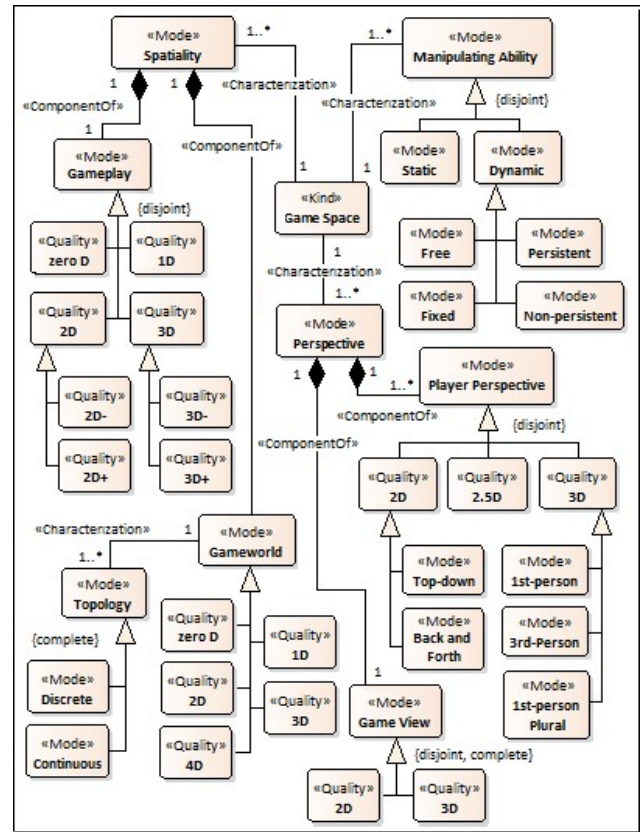 «Mode»
Spatiality
1..*
1..*
«Mode»
Manipulating Ability
1
1
«Characterization»
«ComponentOf»
«Characterization»
{disjoint}
«ComponentOf»
1
«Mode»
Gameplay
«Mode»
Static
«Mode»
Dynamic
1
1
{disjoint}
«Kind»
Game Space
«Quality»
zero D
«Quality»
1D
«Mode»
Free
«Mode»
Persistent
1
«Characterization»
1..*
«Quality»
2D
«Quality»
3D
«Mode»
Fixed
«Mode»
Non-persistent
«Mode»
Perspective
1
1
1..*
«Mode»
Player Perspective
«Quality»
2D-
«Quality»
3D-
«ComponentOf»
«ComponentOf»
{disjoint}
«Quality»
2D+
«Quality»
3D+
«Quality»
2D
«Quality»
2.5D
«Quality»
3D
«Characterization»
1
«Mode»
Gameworld
1..*
«Mode»
Topology
«Mode»
Top-down
«Mode»
1st-person
{complete}
«Quality»
zero D
«Quality»
1D
«Mode»
Back and
Forth
«Mode»
3rd-Person
«Mode»
Discrete
«Quality»
2D
«Quality»
3D
1
«Mode»
Game View
«Mode»
1st-person
Plural
«Mode»
Continuous
«Quality»
4D
{disjoint, complete}
«Quality»
2D
«Quality»
3D